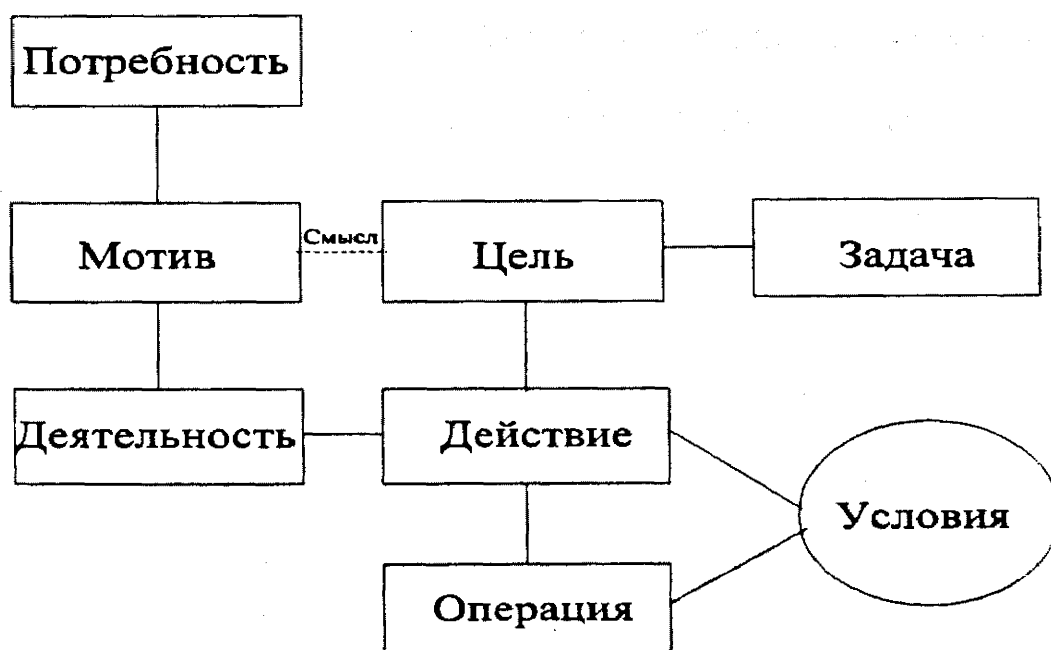 Потребность
Мотив
Смысл
Цель
Задача
Деятельность
Действие
Условия
Операция